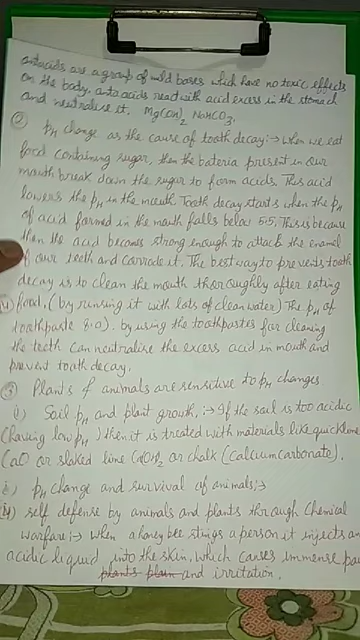 antacids are a group of mild bases which have no toxic effects
on the body. antacids react with acid excess in the stomach
and neutralise it. Mg(OH)2 NaHCO3.
② PH change as the cause of tooth decay:→ when we eat
food containing sugar, then the bateria present in our
mouth break down the sugar to form acids. This acid
lowers the PH in the mouth. Tooth decay starts when the PH
of acid formed in the mouth falls below 5.5. This is because
then the acid becomes strong enough to attack the enamel
of our teeth and corrode it. The best way to prevents tooth
decay is to clean the mouth thoroughly after eating
food. (by runsing it with lots of clean water) The PH of
toothpaste 8.0). by using the toothpastes for cleaning
the teeth can neutralise the excess acid in mouth and
prevent tooth decay.
③ Plants & animals are sensitive to PH changes
i) Soil PH and plant growth :→ If the soil is too acidic
(having low PH) then it is treated with materials like quicklime
(CaO or slaked lime Ca(OH)2 or chalk (calcium carbonate).
PH change and survival of animals:→
self defense by animals and plants through Chemical
warfare:→ when a honey bee stings a person it injects an
acidic liquid into the skin, which causes immense pa
plants and irritation.